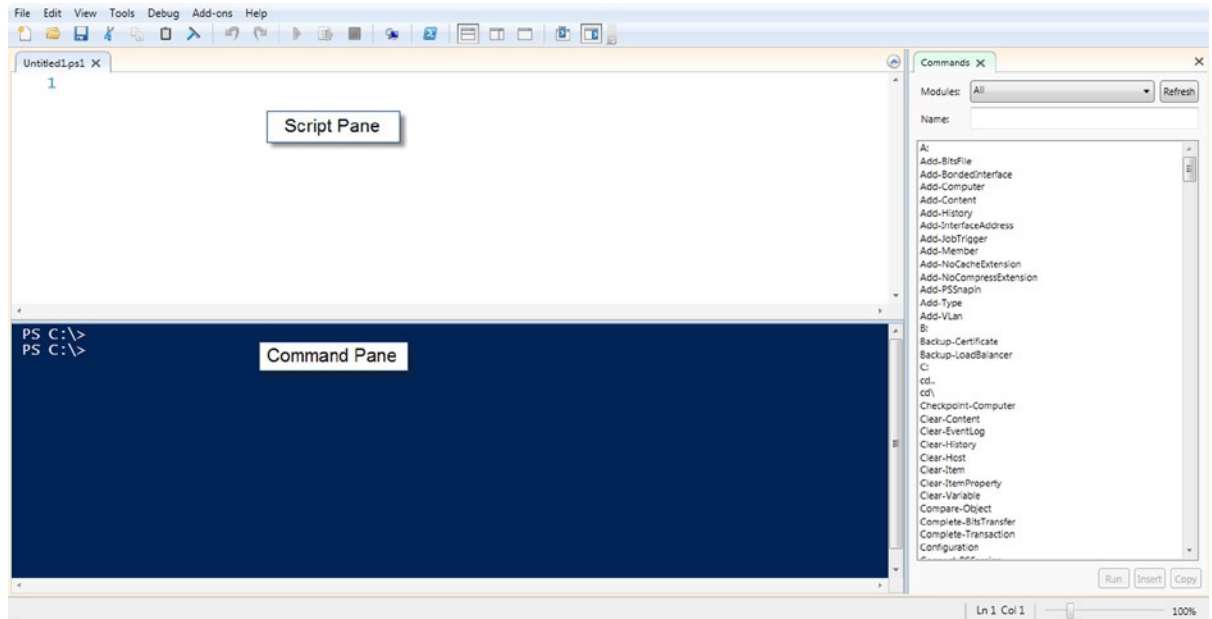 File Edit View Tools Debug Add-ons Help
Untitled1.ps1 X
1
Script Pane
PS C:\>
PS C:\>
Command Pane
Commands X
Modules: All Refresh
Name:
A:
Add-BitsFile
Add-BondedInterface
Add-Computer
Add-Content
Add-History
Add-InterfaceAddress
Add-JobTrigger
Add-Member
Add-NoCacheExtension
Add-NoCompressExtension
Add-PSSnapin
Add-Type
Add-VLan
B:
Backup-Certificate
Backup-LoadBalancer
C:
cd..
cd\
Checkpoint-Computer
Clear-Content
Clear-EventLog
Clear-History
Clear-Host
Clear-Item
Clear-ItemProperty
Clear-Variable
Compare-Object
Complete-BitsTransfer
Complete-Transaction
Configuration
Run Insert Copy
Ln 1 Col 1 100%